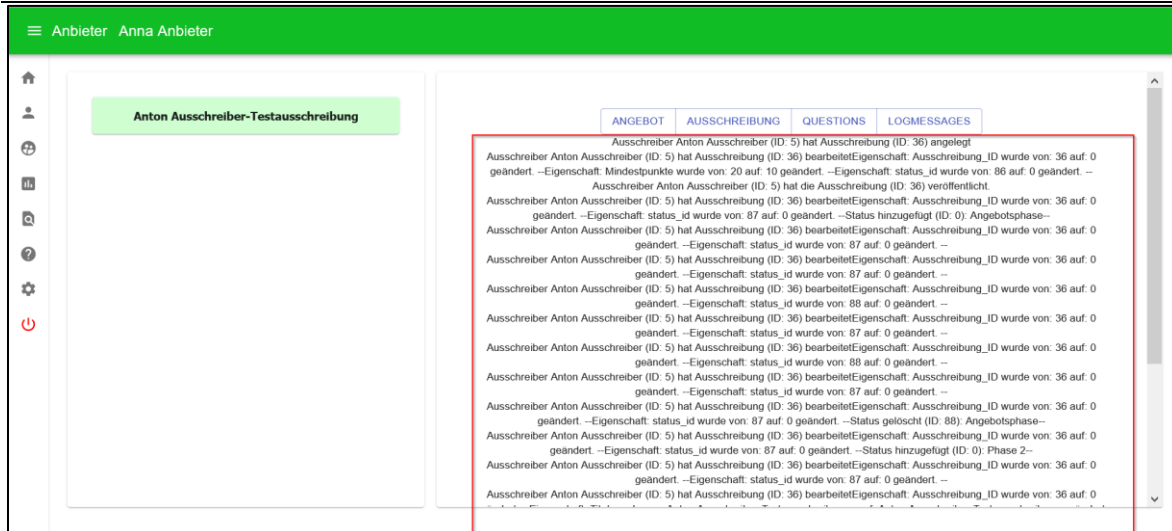 Anbieter Anna Anbieter
Anton Ausschreiber-Testausschreibung
ANGEBOT AUSSCHREIBUNG QUESTIONS LOGMESSAGES
Ausschreiber Anton Ausschreiber (ID: 5) hat Ausschreibung (ID: 36) angelegt
Ausschreiber Anton Ausschreiber (ID: 5) hat Ausschreibung (ID: 36) bearbeitetEigenschaft: Ausschreibung_ID wurde von: 36 auf: 0
geändert. --Eigenschaft: Mindestpunkte wurde von: 20 auf: 10 geändert. --Eigenschaft: status_id wurde von: 86 auf: 0 geändert. --
Ausschreiber Anton Ausschreiber (ID: 5) hat die Ausschreibung (ID: 36) veröffentlicht.
Ausschreiber Anton Ausschreiber (ID: 5) hat Ausschreibung (ID: 36) bearbeitetEigenschaft: Ausschreibung_ID wurde von: 36 auf: 0
geändert. --Eigenschaft: status_id wurde von: 87 auf: 0 geändert. --Status hinzugefügt (ID: 0): Angebotsphase--
Ausschreiber Anton Ausschreiber (ID: 5) hat Ausschreibung (ID: 36) bearbeitetEigenschaft: Ausschreibung_ID wurde von: 36 auf: 0
geändert. --Eigenschaft: status_id wurde von: 87 auf: 0 geändert. --
Ausschreiber Anton Ausschreiber (ID: 5) hat Ausschreibung (ID: 36) bearbeitetEigenschaft: Ausschreibung_ID wurde von: 36 auf: 0
geändert. --Eigenschaft: status_id wurde von: 87 auf: 0 geändert. --
Ausschreiber Anton Ausschreiber (ID: 5) hat Ausschreibung (ID: 36) bearbeitetEigenschaft: Ausschreibung_ID wurde von: 36 auf: 0
geändert. --Eigenschaft: status_id wurde von: 88 auf: 0 geändert. --
Ausschreiber Anton Ausschreiber (ID: 5) hat Ausschreibung (ID: 36) bearbeitetEigenschaft: Ausschreibung_ID wurde von: 36 auf: 0
geändert. --Eigenschaft: status_id wurde von: 87 auf: 0 geändert. --
Ausschreiber Anton Ausschreiber (ID: 5) hat Ausschreibung (ID: 36) bearbeitetEigenschaft: Ausschreibung_ID wurde von: 36 auf: 0
geändert. --Eigenschaft: status_id wurde von: 88 auf: 0 geändert. --
Ausschreiber Anton Ausschreiber (ID: 5) hat Ausschreibung (ID: 36) bearbeitetEigenschaft: Ausschreibung_ID wurde von: 36 auf: 0
geändert. --Eigenschaft: status_id wurde von: 87 auf: 0 geändert. --
Ausschreiber Anton Ausschreiber (ID: 5) hat Ausschreibung (ID: 36) bearbeitetEigenschaft: Ausschreibung_ID wurde von: 36 auf: 0
geändert. --Eigenschaft: status_id wurde von: 87 auf: 0 geändert. --Status gelöscht (ID: 88): Angebotsphase--
Ausschreiber Anton Ausschreiber (ID: 5) hat Ausschreibung (ID: 36) bearbeitetEigenschaft: Ausschreibung_ID wurde von: 36 auf: 0
geändert. --Eigenschaft: status_id wurde von: 87 auf: 0 geändert. --Status hinzugefügt (ID: 0): Phase 2--
Ausschreiber Anton Ausschreiber (ID: 5) hat Ausschreibung (ID: 36) bearbeitetEigenschaft: Ausschreibung_ID wurde von: 36 auf: 0
geändert. --Eigenschaft: status_id wurde von: 87 auf: 0 geändert. --
Ausschreiber Anton Ausschreiber (ID: 5) hat Ausschreibung (ID: 36) bearbeitetEigenschaft: Ausschreibung_ID wurde von: 36 auf: 0